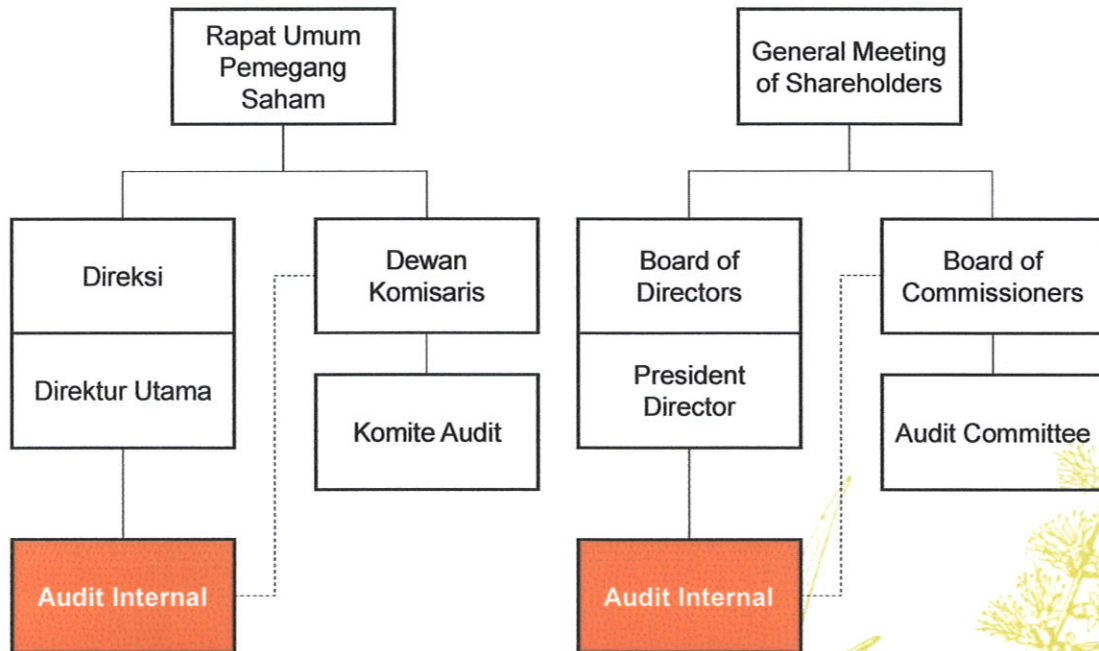 Rapat Umum
Pemegang
Saham
Direksi
Direktur Utama
Dewan
Komisaris
Komite Audit
Audit Internal
General Meeting
of Shareholders
Board of
Directors
President
Director
Board of
Commissioners
Audit Committee
Audit Internal